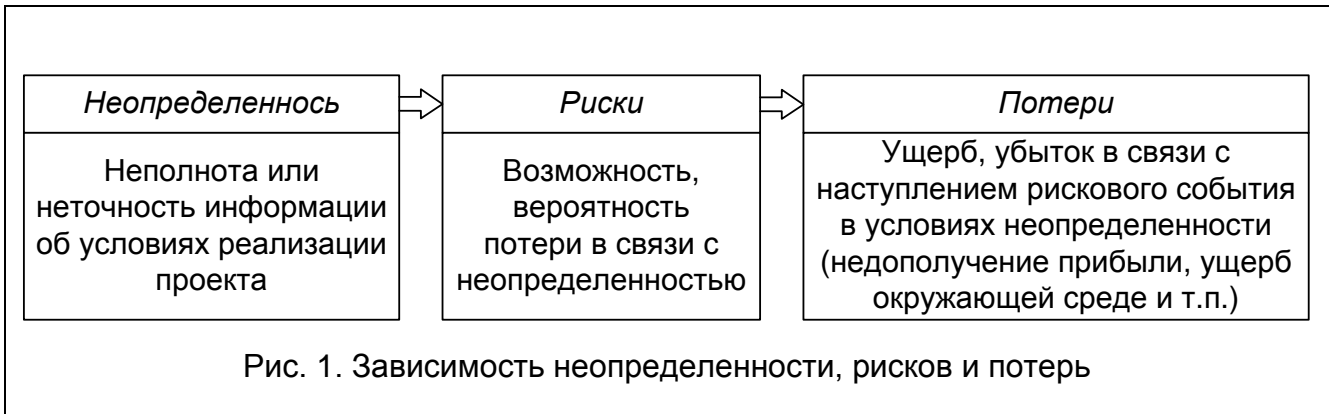 Неопределеннось
Неполнота или
неточность информации
об условиях реализации
проекта
Риски
Возможность,
вероятность
потери в связи с
неопределенностью
Потери
Ущерб, убыток в связи с
наступлением рискового события
в условиях неопределенности
(недополучение прибыли, ущерб
окружающей среде и т.п.)
Рис. 1. Зависимость неопределенности, рисков и потерь